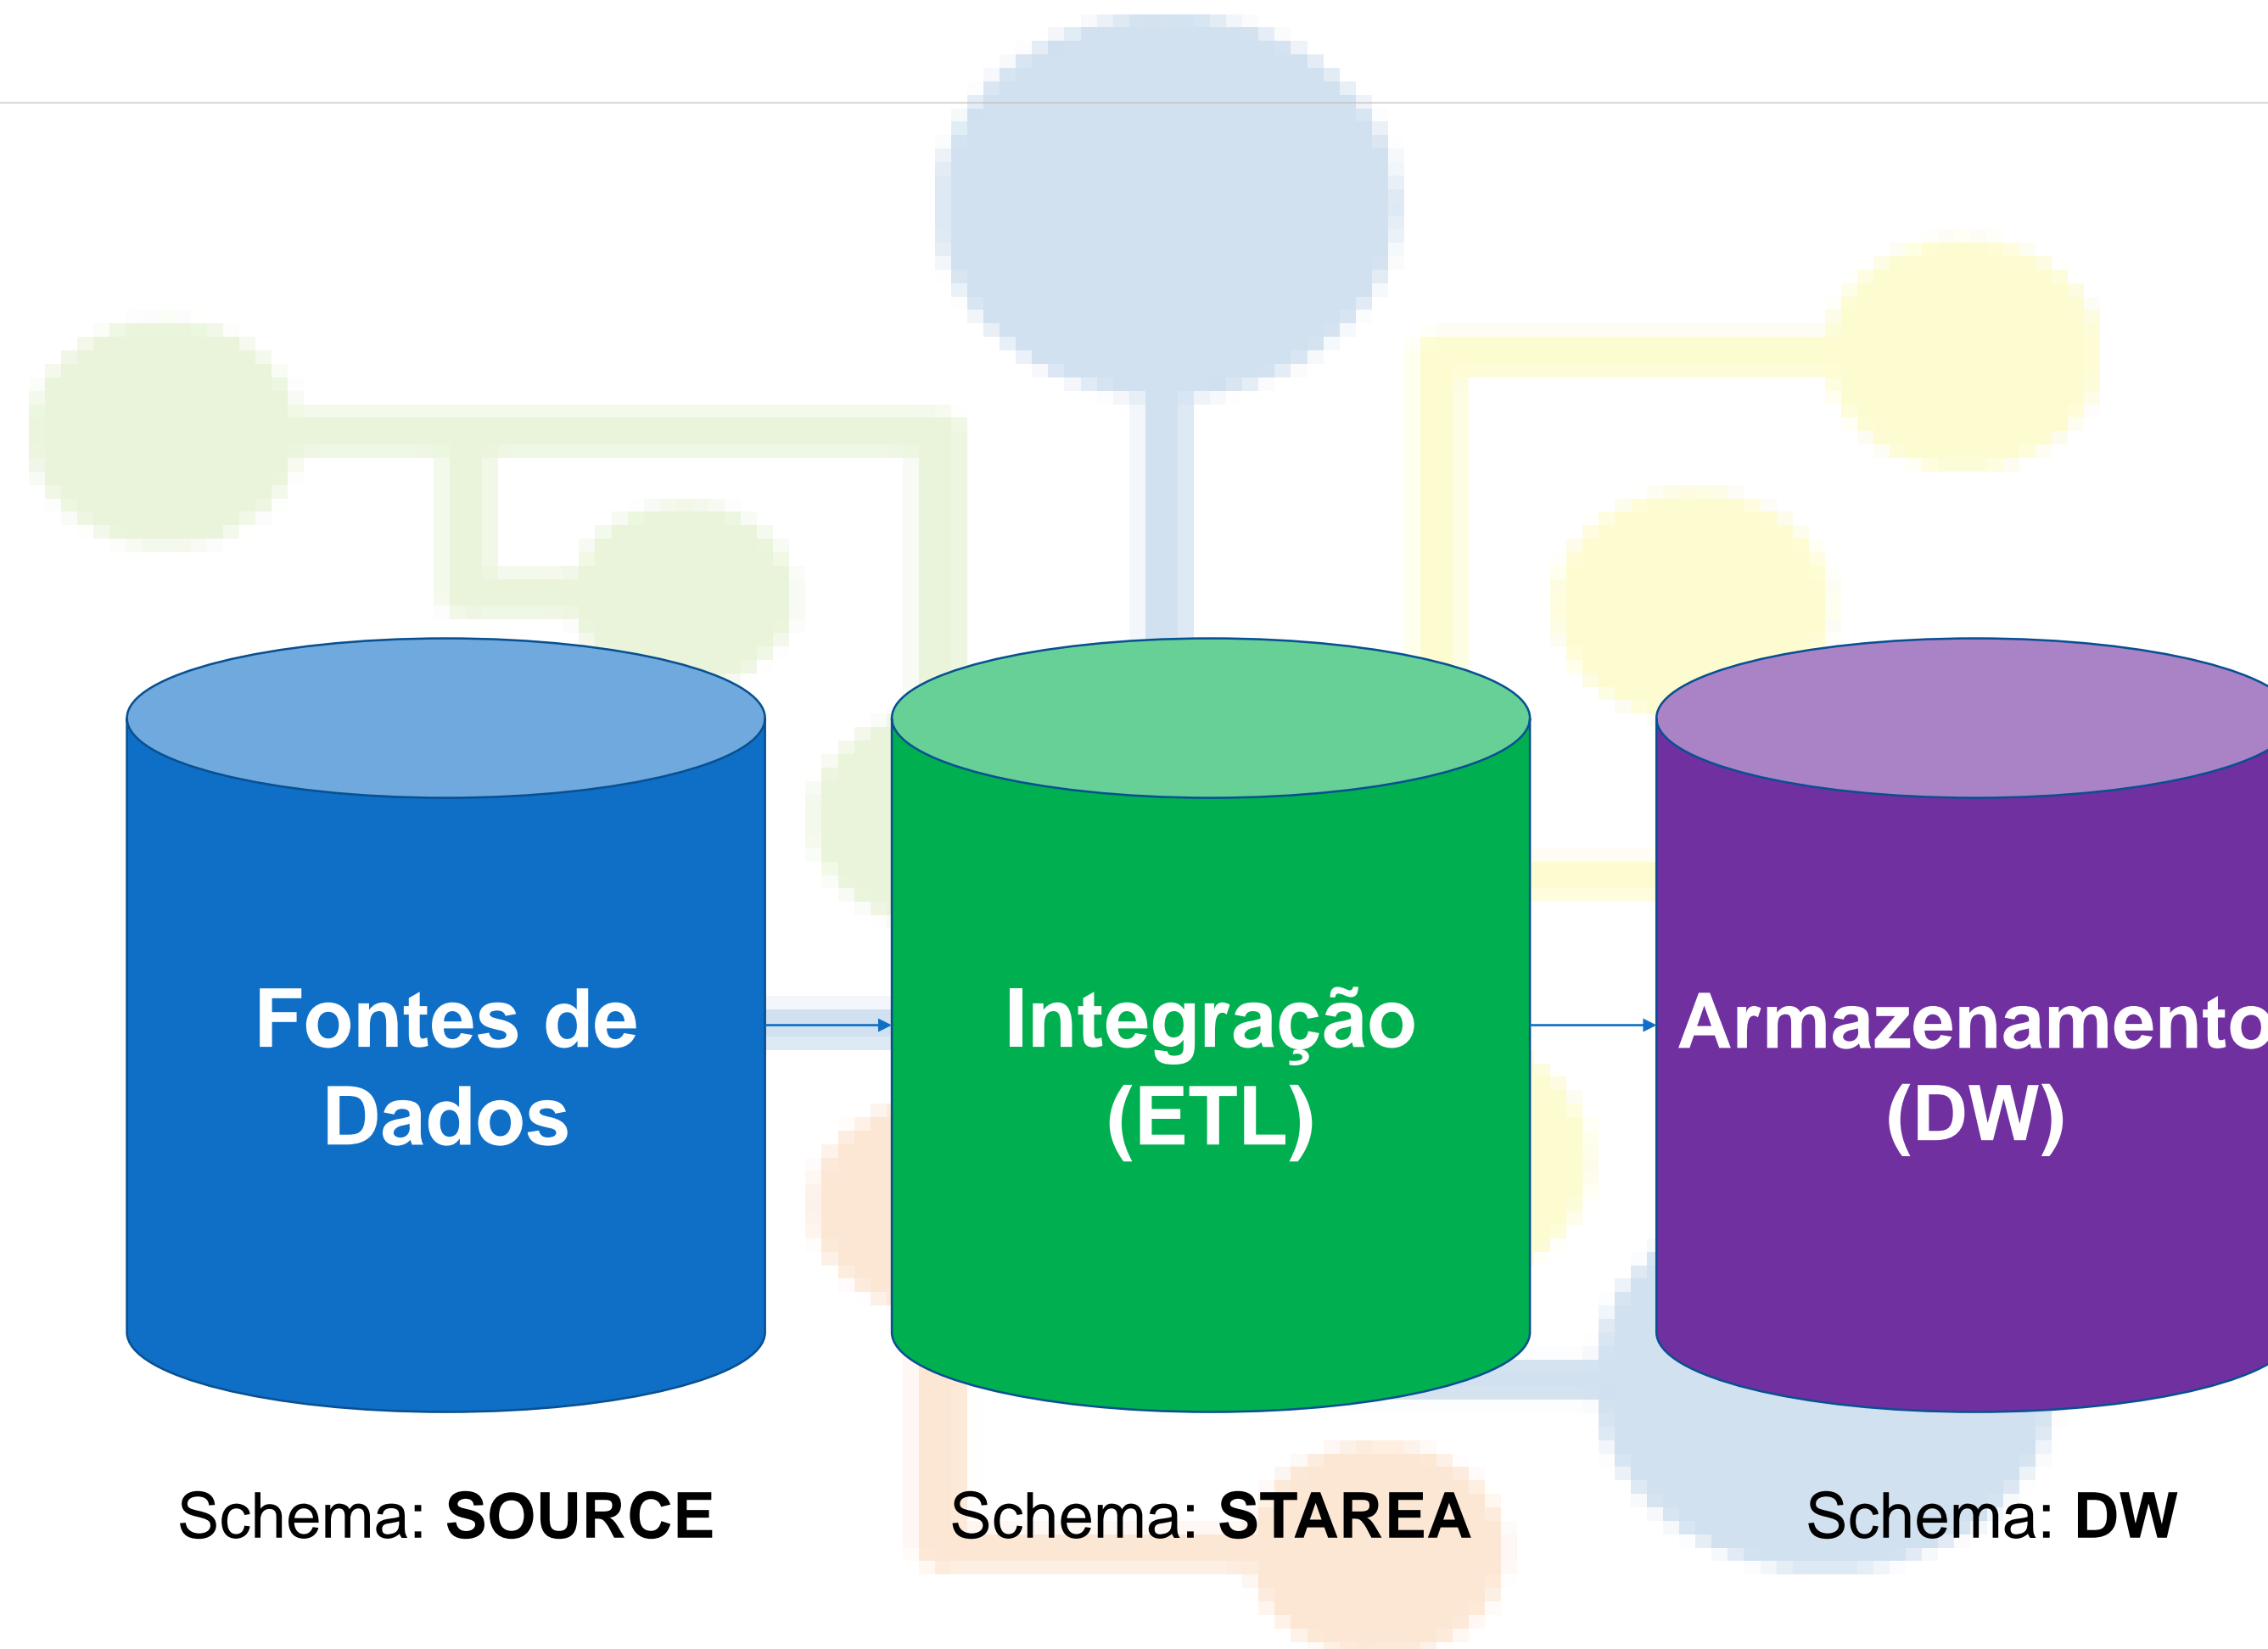 Fontes de
Dados
Integração
(ETL)
Armazenamento
(DW)
Schema: SOURCE
Schema: STAREA
Schema: DW